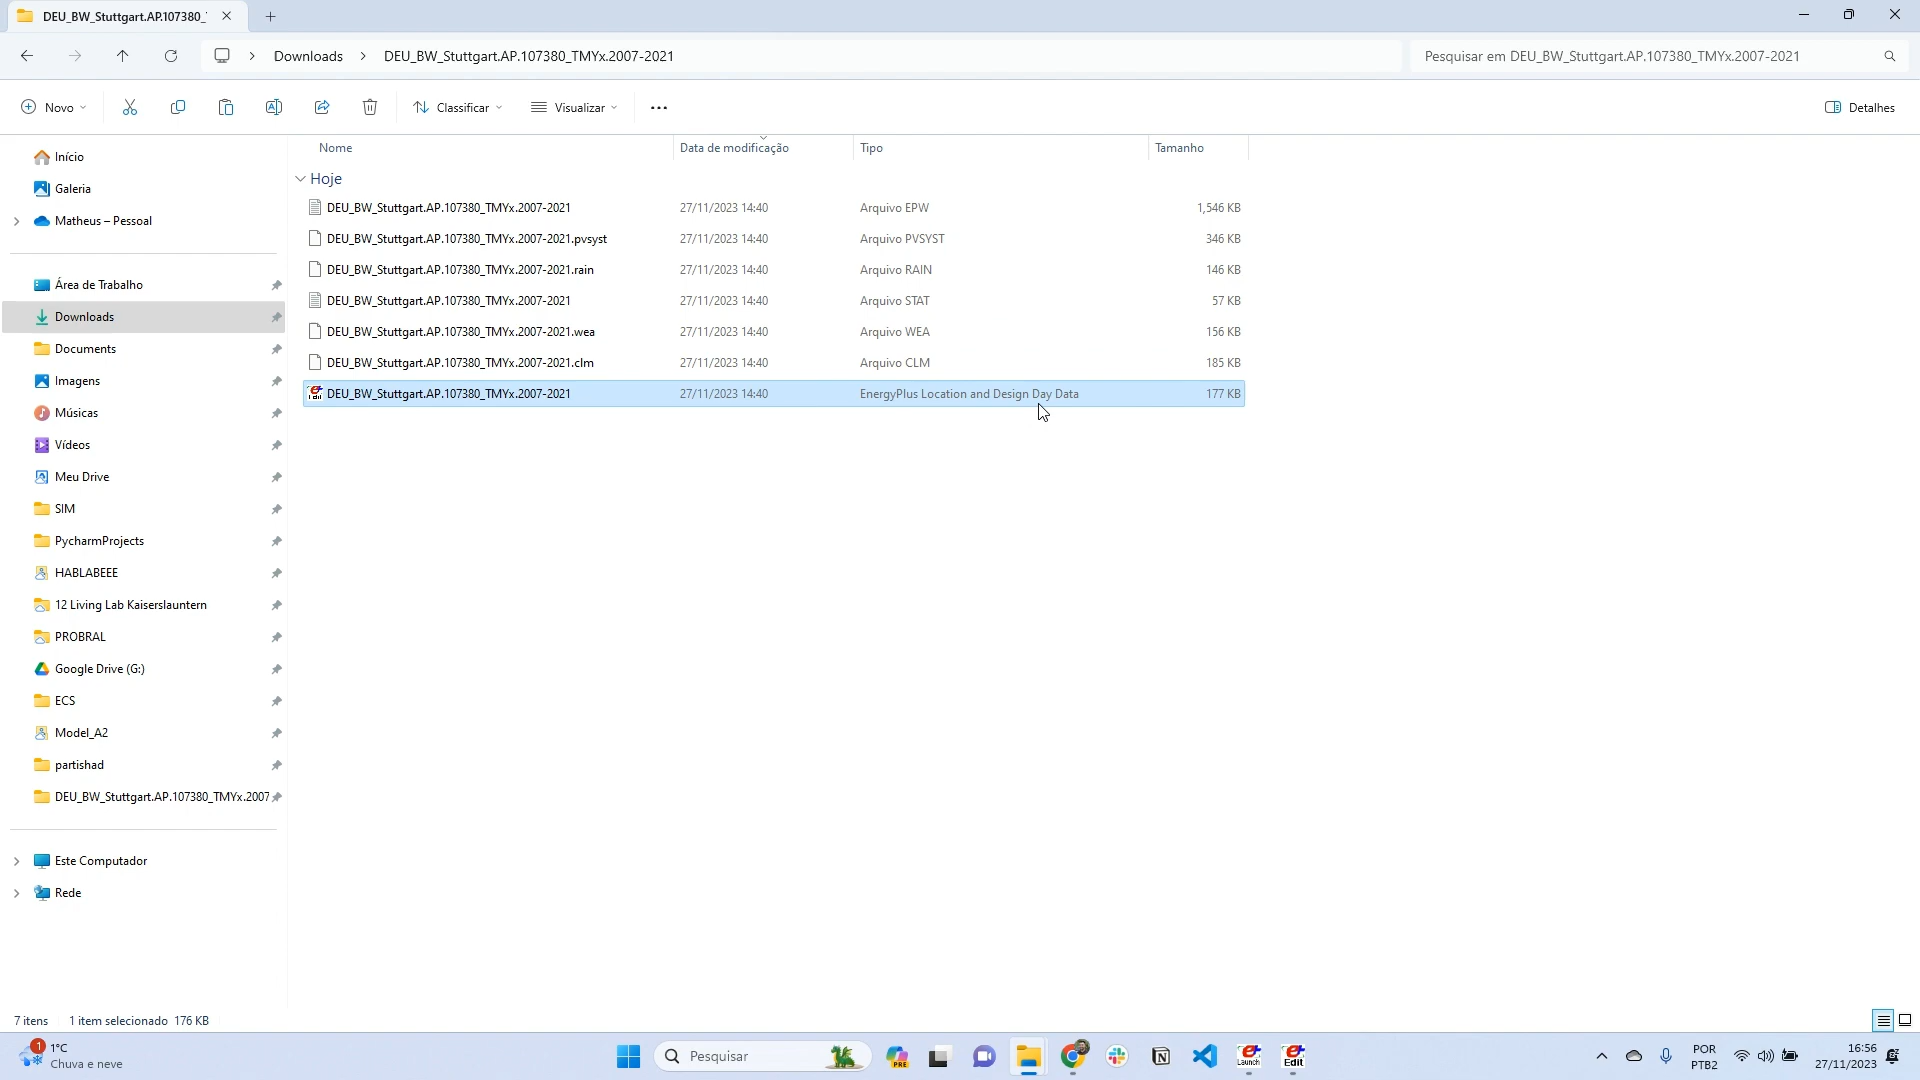 DEU_BW_Stuttgart.AP.107380_
Downloads > DEU_BW_Stuttgart.AP.107380_TMYx.2007-2021
Pesquisar em DEU_BW_Stuttgart.AP.107380_TMYx.2007-2021
Novo
Classificar
Visualizar
Detalhes
Nome Data de modificação Tipo Tamanho
Hoje
DEU_BW_Stuttgart.AP.107380_TMYx.2007-2021 27/11/2023 14:40 Arquivo EPW 1,546 KB
DEU_BW_Stuttgart.AP.107380_TMYx.2007-2021.pvsyst 27/11/2023 14:40 Arquivo PVSYST 346 KB
DEU_BW_Stuttgart.AP.107380_TMYx.2007-2021.rain 27/11/2023 14:40 Arquivo RAIN 146 KB
DEU_BW_Stuttgart.AP.107380_TMYx.2007-2021 27/11/2023 14:40 Arquivo STAT 57 KB
DEU_BW_Stuttgart.AP.107380_TMYx.2007-2021.wea 27/11/2023 14:40 Arquivo WEA 156 KB
DEU_BW_Stuttgart.AP.107380_TMYx.2007-2021.clm 27/11/2023 14:40 Arquivo CLM 185 KB
DEU_BW_Stuttgart.AP.107380_TMYx.2007-2021 27/11/2023 14:40 EnergyPlus Location and Design Day Data 177 KB
Início
Galeria
Matheus – Pessoal
Área de Trabalho
Downloads
Documents
Imagens
Músicas
Vídeos
Meu Drive
SIM
PycharmProjects
HABLABEEE
12 Living Lab Kaiserslauntern
PROBRAL
Google Drive (G:)
ECS
Model_A2
partishad
DEU_BW_Stuttgart.AP.107380_TMYx.2007
Este Computador
Rede
7 itens 1 item selecionado 176 KB
1
1°C
Chuva e neve
Pesquisar
PRE
Launch
Edit
POR
PTB2
16:56
27/11/2023